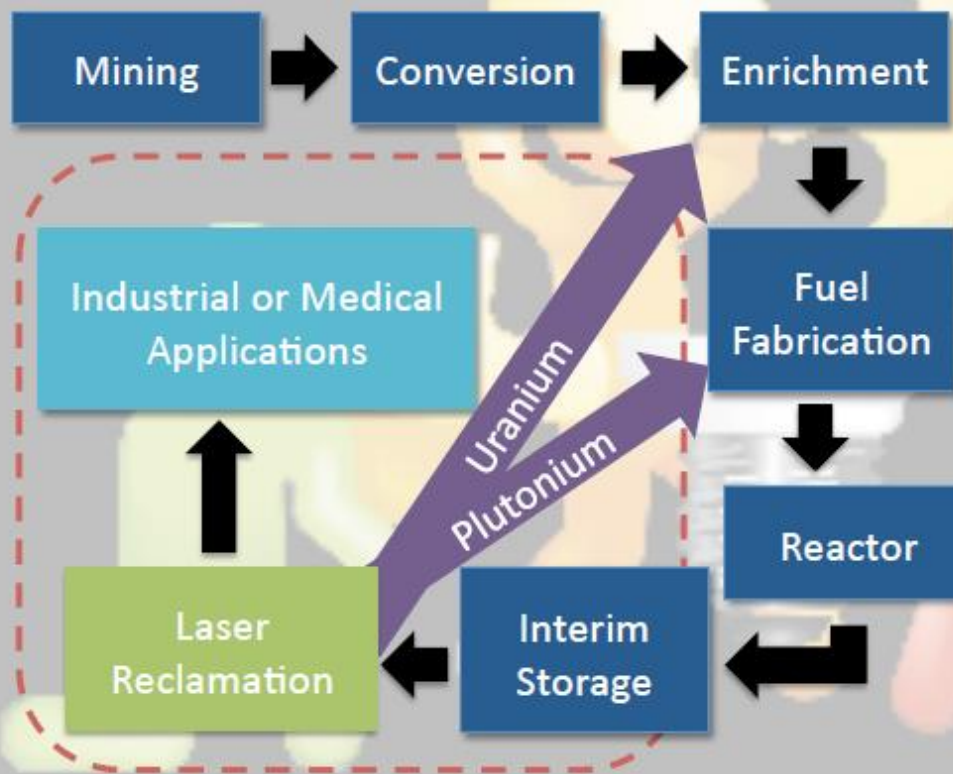 Mining
Conversion
Enrichment
Industrial or Medical
Applications
Fuel
Fabrication
Uranium
Plutonium
Reactor
Laser
Reclamation
Interim
Storage